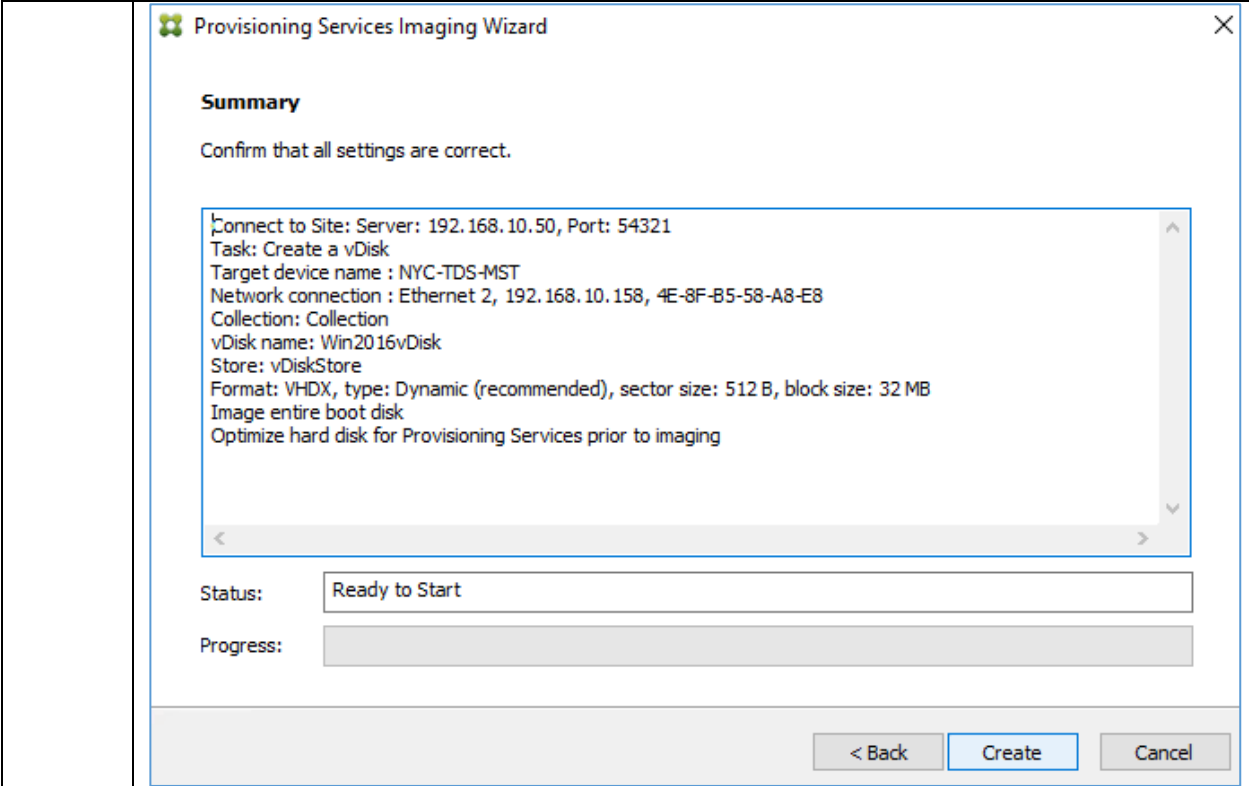 Provisioning Services Imaging Wizard
Summary
Confirm that all settings are correct.
Connect to Site: Server: 192.168.10.50, Port: 54321
Task: Create a vDisk
Target device name : NYC-TDS-MST
Network connection : Ethernet 2, 192.168.10.158, 4E-8F-B5-58-A8-E8
Collection: Collection
vDisk name: Win2016vDisk
Store: vDiskStore
Format: VHDX, type: Dynamic (recommended), sector size: 512 B, block size: 32 MB
Image entire boot disk
Optimize hard disk for Provisioning Services prior to imaging
Status: Ready to Start
Progress:
< Back Create Cancel